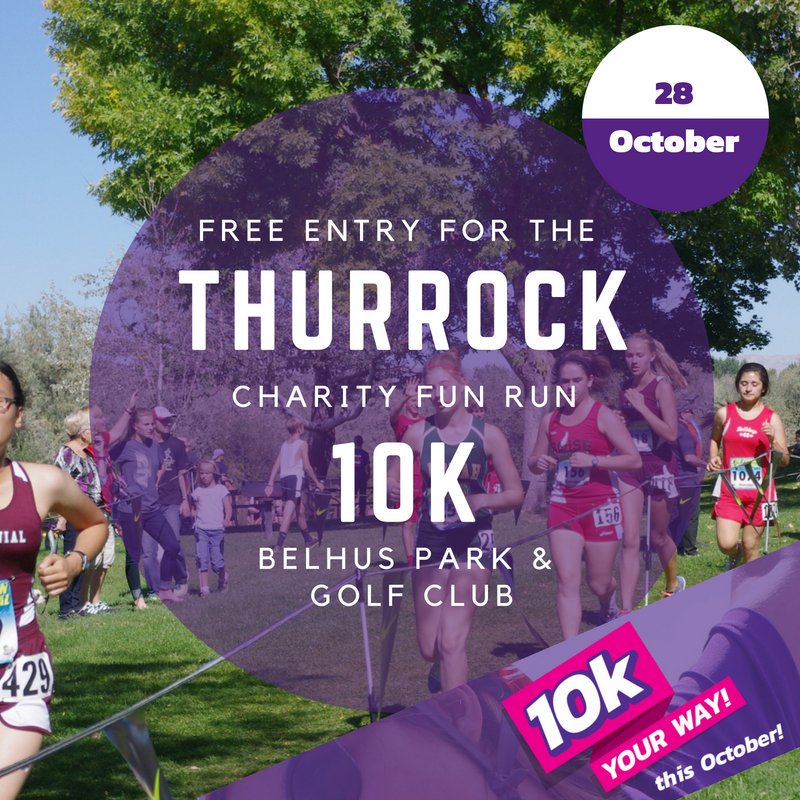 28
October
FREE ENTRY FOR THE
THURROCK
CHARITY FUN RUN
10K
BELHUS PARK &
GOLF CLUB
10k
YOUR WAY!
this October!
429
156